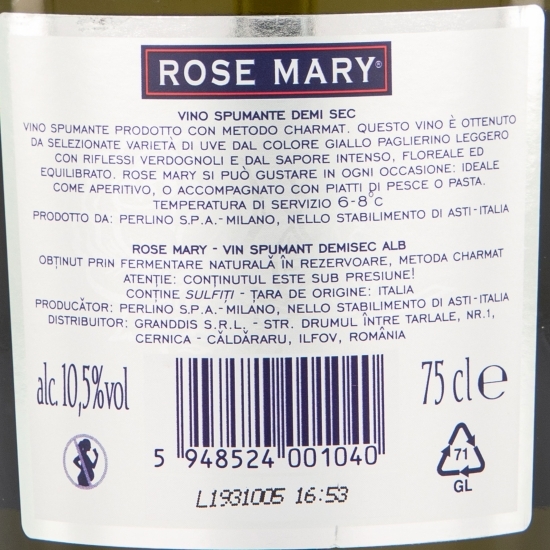 ROSE MARY®
VINO SPUMANTE DEMI SEC
VINO SPUMANTE PRODOTTO CON METODO CHARMAT. QUESTO VINO È OTTENUTO
DA SELEZIONATE VARIETÀ DI UVE DAL COLORE GIALLO PAGLIERINO LEGGERO
CON RIFLESSI VERDOGNOLI E DAL SAPORE INTENSO, FLOREALE ED
EQUILIBRATO. ROSE MARY SI PUÒ GUSTARE IN OGNI OCCASIONE: IDEALE
COME APERITIVO, O ACCOMPAGNATO CON PIATTI DI PESCE O PASTA.
TEMPERATURA DI SERVIZIO 6-8°C
PRODOTTO DA: PERLINO S.P.A.-MILANO, NELLO STABILIMENTO DI ASTI-ITALIA
ROSE MARY - VIN SPUMANT DEMISEC ALB
OBȚINUT PRIN FERMENTARE NATURALĂ ÎN REZERVOARE, METODA CHARMAT
ATENȚIE: CONȚINUTUL ESTE SUB PRESIUNE!
CONȚINE SULFIȚI - ȚARA DE ORIGINE: ITALIA
PRODUCĂTOR: PERLINO S.P.A.-MILANO, NELLO STABILIMENTO DI ASTI-ITALIA
DISTRIBUITOR: GRANDDIS S.R.L. - STR. DRUMUL ÎNTRE TARLALE, NR.1,
CERNICA - CĂLDĂRARU, ILFOV, ROMÂNIA
alc. 10,5%vol
75 cl e
5 948524 001040
71
GL
L1931005 16:53